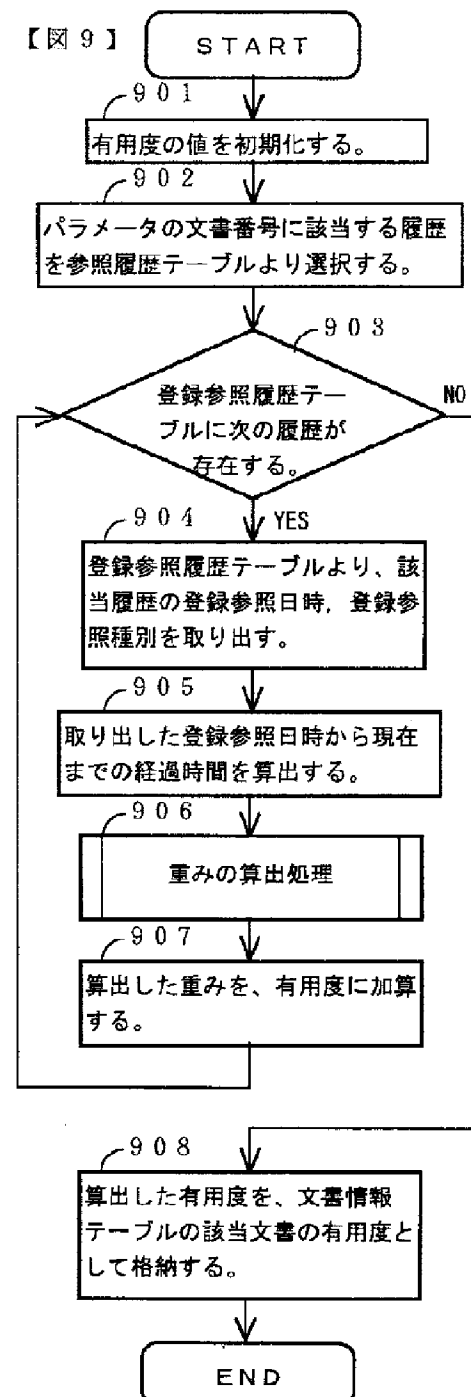 【図9】
START
901
有用度の値を初期化する。
902
パラメータの文書番号に該当する履歴
を参照履歴テーブルより選択する。
903
登録参照履歴テー
ブルに次の履歴が
存在する。
NO
YES
904
登録参照履歴テーブルより、該
当履歴の登録参照日時，登録参
照種別を取り出す。
905
取り出した登録参照日時から現在
までの経過時間を算出する。
906
重みの算出処理
907
算出した重みを、有用度に加算
する。
908
算出した有用度を、文書情報
テーブルの該当文書の有用度と
して格納する。
END